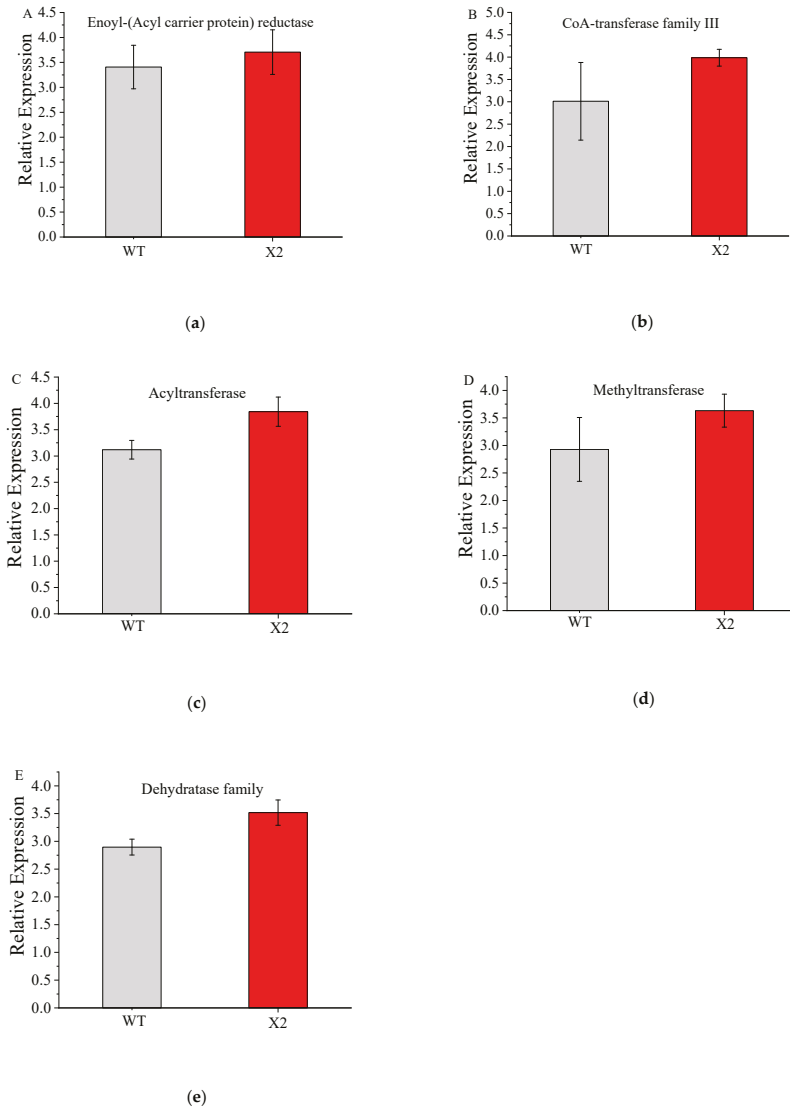 A
Enoyl-(Acyl carrier protein) reductase
Relative Expression
4.5
4.0
3.5
3.0
2.5
2.0
1.5
1.0
0.5
0.0
WT
X2
(a)
B
CoA-transferase family III
Relative Expression
5.0
4.5
4.0
3.5
3.0
2.5
2.0
1.5
1.0
0.5
0.0
WT
X2
(b)
C
Acyltransferase
Relative Expression
4.5
4.0
3.5
3.0
2.5
2.0
1.5
1.0
0.5
0.0
WT
X2
(c)
D
Methyltransferase
Relative Expression
4.0
3.5
3.0
2.5
2.0
1.5
1.0
0.5
0.0
WT
X2
(d)
E
Dehydratase family
Relative Expression
4.0
3.5
3.0
2.5
2.0
1.5
1.0
0.5
0.0
WT
X2
(e)